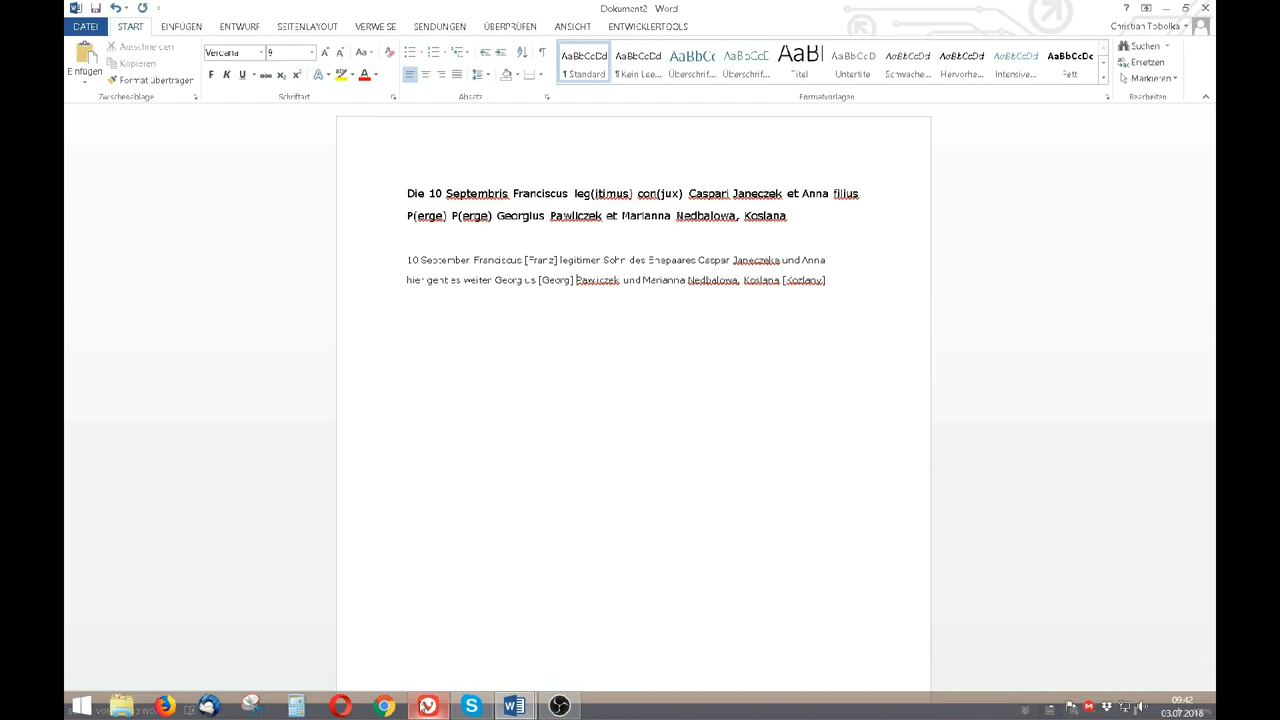 Dokument2 - Word
Christian Tobolka
DATEI START EINFÜGEN ENTWURF SEITENLAYOUT VERWEISE SENDUNGEN ÜBERPRÜFEN ANSICHT ENTWICKLERTOOLS
Einfügen
Ausschneiden
Kopieren
Format übertragen
Zwischenablage
Verdana 9
Schriftart
Absatz
AaBbCcDd AaBbCcDd AaBbCc AaBbCcD AaBl AaBbCcD AaBbCcDd AaBbCcDd AaBbCcDd AaBbCcDc
¶ Standard ¶ Kein Lee... Überschrif... Überschrif... Titel Untertitel Schwache... Hervorhe... Intensive... Fett
Formatvorlagen
Suchen
Ersetzen
Markieren
Bearbeiten
Die 10 Septembris Franciscus leg(itimus) con(jux) Caspari Janeczek et Anna filius
P(erge) P(erge) Georgius Pawliczek et Marianna Nedbalowa, Koslana
10 September Franciscus [Franz] legitimer Sohn des Ehepaares Caspar Janeczeks und Anna
hier geht es weiter Georgius [Georg] Pawliczek und Marianna Nedbalowa, Koslana [Kozlany]
09:42
03.07.2018